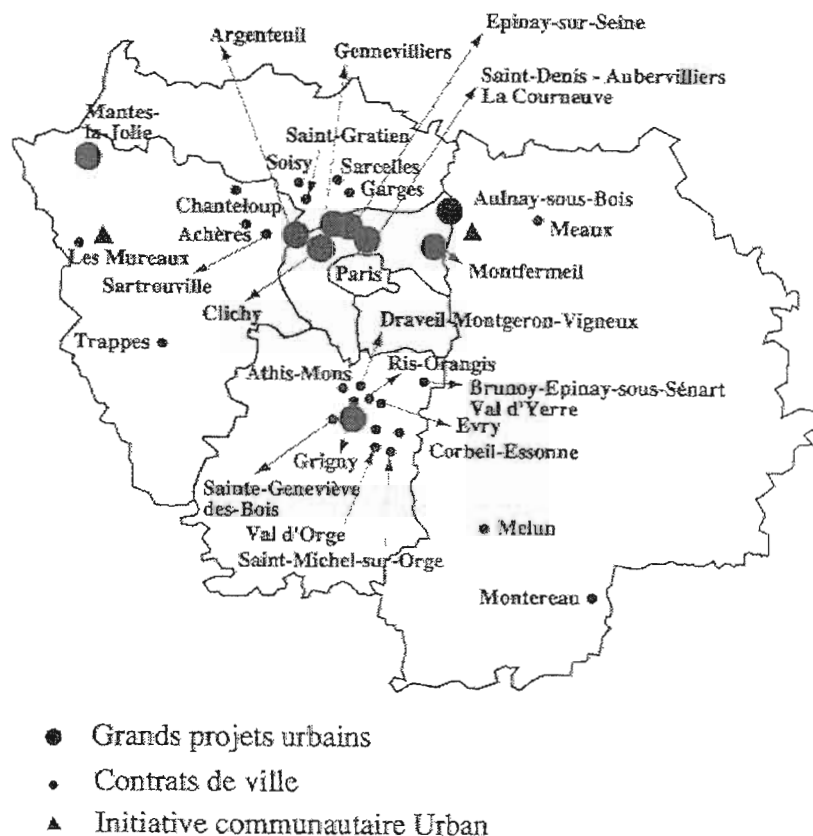 Argenteuil
Gennevilliers
Epinay-sur-Seine
Saint-Denis - Aubervilliers
La Courneuve
Mantes-
la-Jolie
Saint-Gratien
Soisy
Sarcelles
Garges
Chanteloup
Achères
Aulnay-sous-Bois
Meaux
Les Mureaux
Sartrouville
Paris
Montfermeil
Clichy
Draveil-Montgeron-Vigneux
Trappes
Athis-Mons
Ris-Orangis
Brunoy-Epinay-sous-Sénart
Val d'Yerre
Evry
Grigny
Corbeil-Essonne
Sainte-Geneviève
des-Bois
Val d'Orge
Saint-Michel-sur-Orge
Melun
Montereau
Grands projets urbains
Contrats de ville
Initiative communautaire Urban